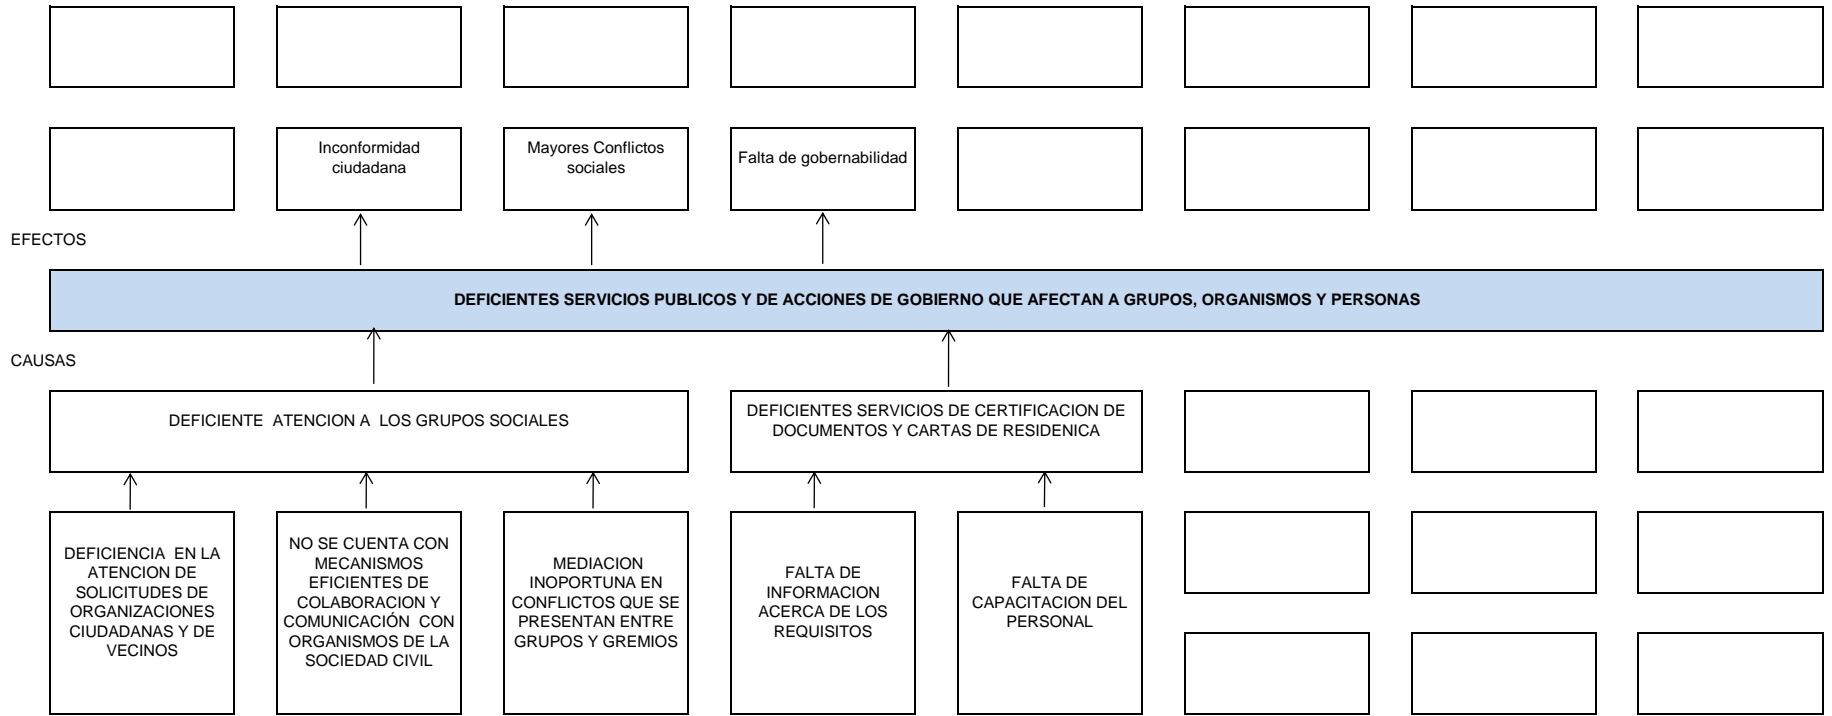 Inconformidad
ciudadana
Mayores Conflictos
sociales
Falta de gobernabilidad
EFECTOS
DEFICIENTES SERVICIOS PUBLICOS Y DE ACCIONES DE GOBIERNO QUE AFECTAN A GRUPOS, ORGANISMOS Y PERSONAS
CAUSAS
DEFICIENTE ATENCION A LOS GRUPOS SOCIALES
DEFICIENTES SERVICIOS DE CERTIFICACION DE
DOCUMENTOS Y CARTAS DE RESIDENICA
DEFICIENCIA EN LA
ATENCION DE
SOLICITUDES DE
ORGANIZACIONES
CIUDADANAS Y DE
VECINOS
NO SE CUENTA CON
MECANISMOS
EFICIENTES DE
COLABORACION Y
COMUNICACIÓN CON
ORGANISMOS DE LA
SOCIEDAD CIVIL
MEDIACION
INOPORTUNA EN
CONFLICTOS QUE SE
PRESENTAN ENTRE
GRUPOS Y GREMIOS
FALTA DE
INFORMACION
ACERCA DE LOS
REQUISITOS
FALTA DE
CAPACITACION DEL
PERSONAL